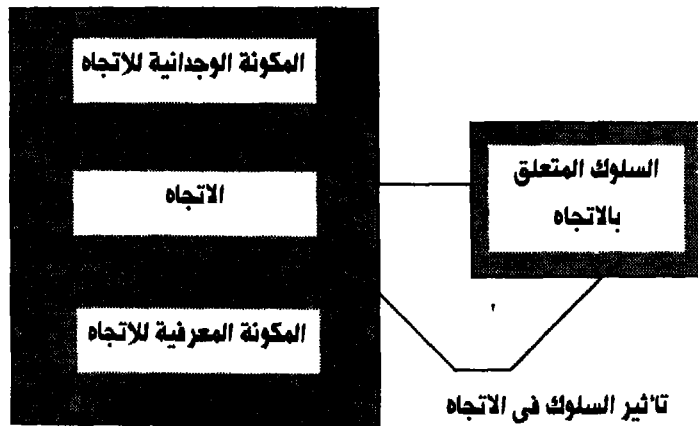 المكونة الوجدانية للاتجاه
الاتجاه
المكونة المعرفية للاتجاه
السلوك المتعلق
بالاتجاه
تأثير السلوك فى الاتجاه